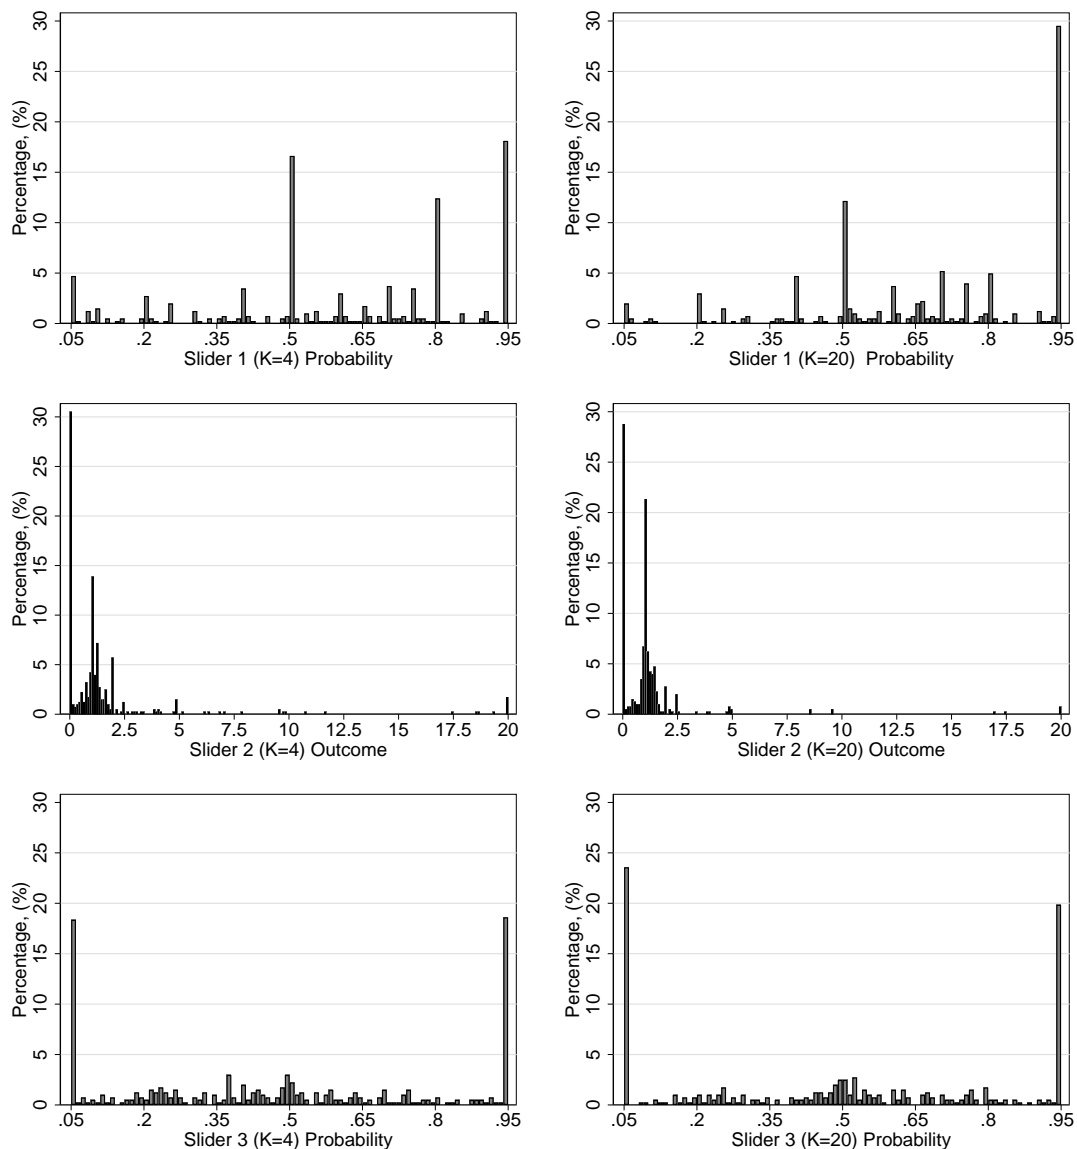 Percentage, (%)
0 5 10 15 20 25 30
.05 .2 .35 .5 .65 .8 .95
Slider 1 (K=4) Probability
Percentage, (%)
0 5 10 15 20 25 30
.05 .2 .35 .5 .65 .8 .95
Slider 1 (K=20) Probability
Percentage, (%)
0 5 10 15 20 25 30
0 2.5 5 7.5 10 12.5 15 17.5 20
Slider 2 (K=4) Outcome
Percentage, (%)
0 5 10 15 20 25 30
0 2.5 5 7.5 10 12.5 15 17.5 20
Slider 2 (K=20) Outcome
Percentage, (%)
0 5 10 15 20 25 30
.05 .2 .35 .5 .65 .8 .95
Slider 3 (K=4) Probability
Percentage, (%)
0 5 10 15 20 25 30
.05 .2 .35 .5 .65 .8 .95
Slider 3 (K=20) Probability